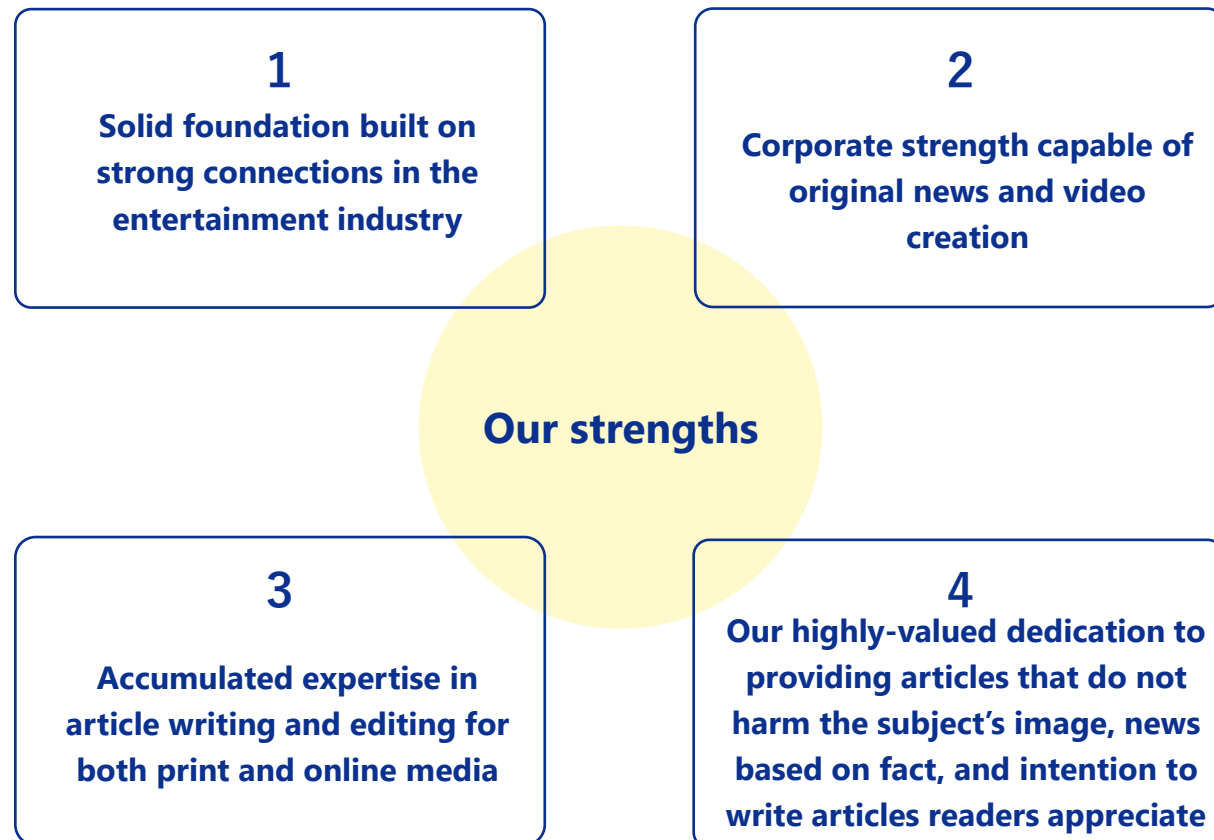 1
Solid foundation built on
strong connections in the
entertainment industry
2
Corporate strength capable of
original news and video
creation
Our strengths
3
Accumulated expertise in
article writing and editing for
both print and online media
4
Our highly-valued dedication to
providing articles that do not
harm the subject’s image, news
based on fact, and intention to
write articles readers appreciate